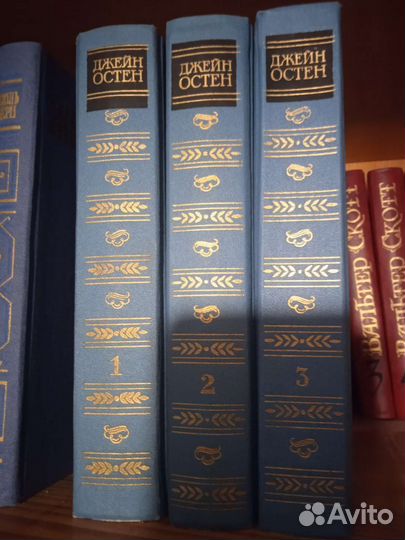 ДЖЕЙН
ОСТЕН
1
ДЖЕЙН
ОСТЕН
2
ДЖЕЙН
ОСТЕН
3
ВАЛЬТЕР СКОТТ
ВАЛЬТЕР СКОТТ
Avito